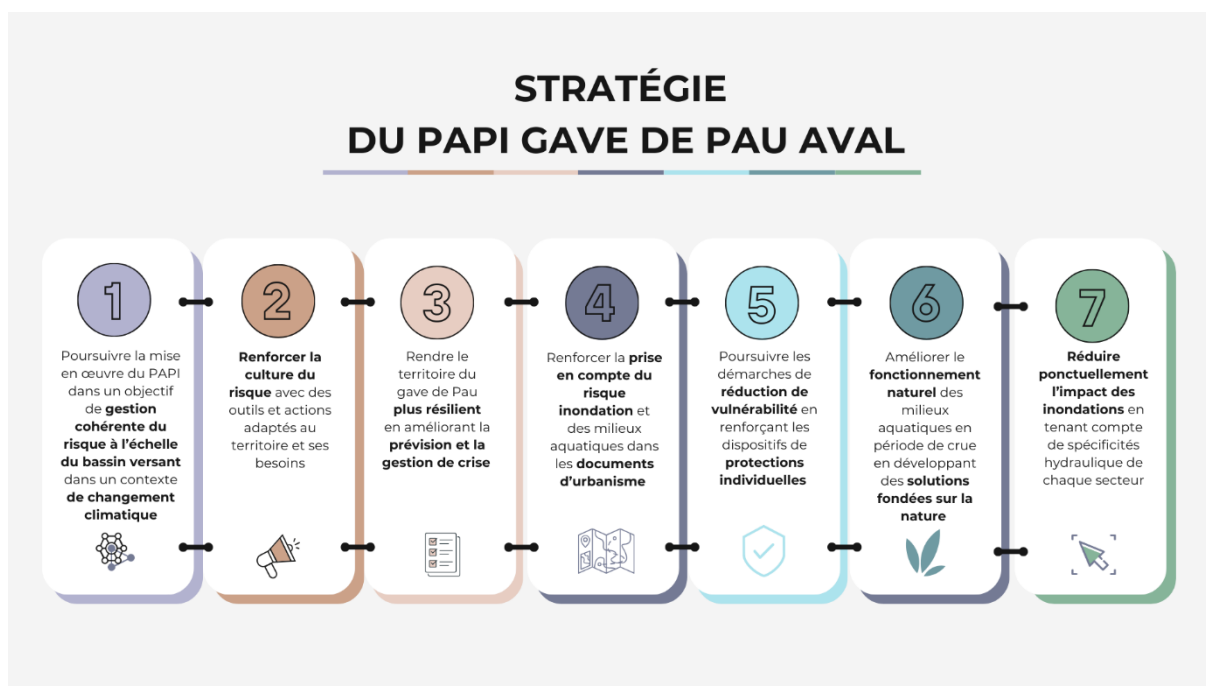 STRATÉGIE
DU PAPI GAVE DE PAU AVAL
1
Poursuivre la mise
en œuvre du PAPI
dans un objectif
de gestion
cohérente du
risque à l'échelle
du bassin versant
dans un contexte
de changement
climatique
2
Renforcer la
culture du
risque avec des
outils et actions
adaptés au
territoire et ses
besoins
3
Rendre le
territoire du
gave de Pau
plus résilient
en améliorant la
prévision et la
gestion de crise
4
Renforcer la prise
en compte du
risque
inondation et
des milieux
aquatiques dans
les documents
d'urbanisme
5
Poursuivre les
démarches de
réduction de
vulnérabilité en
renforçant les
dispositifs de
protections
individuelles
6
Améliorer le
fonctionnement
naturel des
milieux
aquatiques en
période de crue
en développant
des solutions
fondées sur la
nature
7
Réduire
ponctuellement
l'impact des
inondations en
tenant compte
de spécificités
hydraulique de
chaque secteur